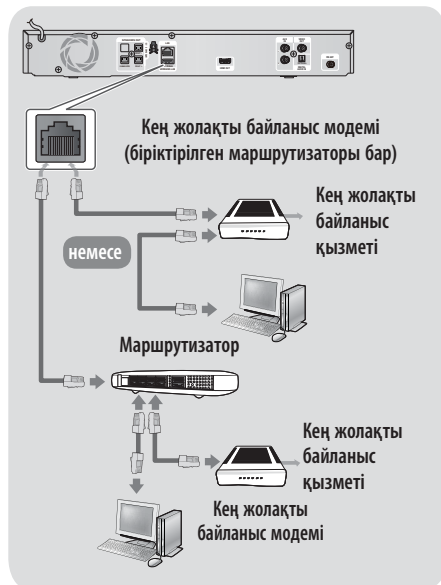 Кең жолақты байланыс модемі
(біріктірілген маршрутизаторы бар)
Кең жолақты
байланыс
қызметі
немесе
Маршрутизатор
Кең жолақты
байланыс
қызметі
Кең жолақты
байланыс модемі